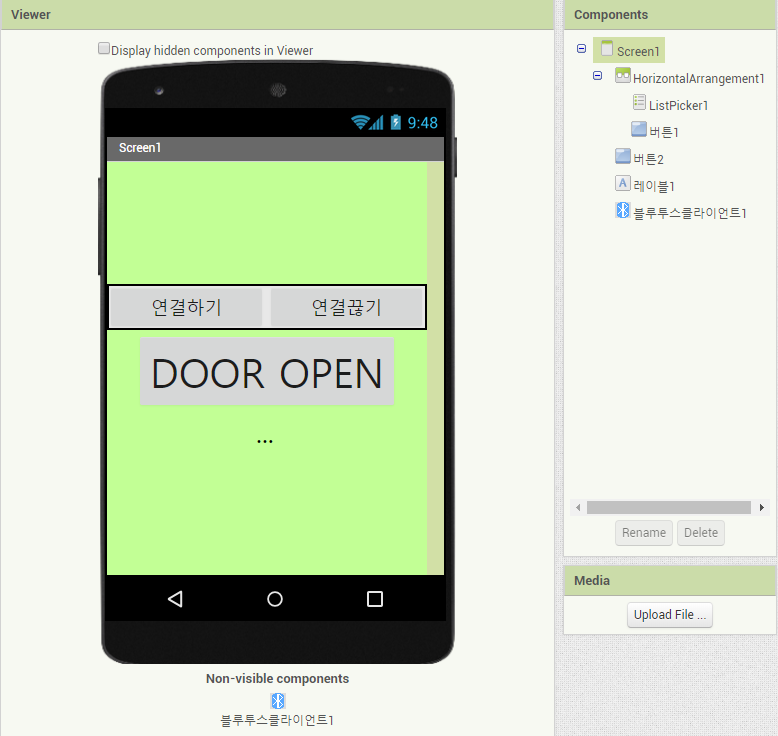 Viewer
Display hidden components in Viewer
9:48
Screen1
연결하기 연결끊기
DOOR OPEN
...
Non-visible components
블루투스클라이언트1
Components
Screen1
HorizontalArrangement1
ListPicker1
버튼1
버튼2
A 레이블1
블루투스클라이언트1
Rename Delete
Media
Upload File ...